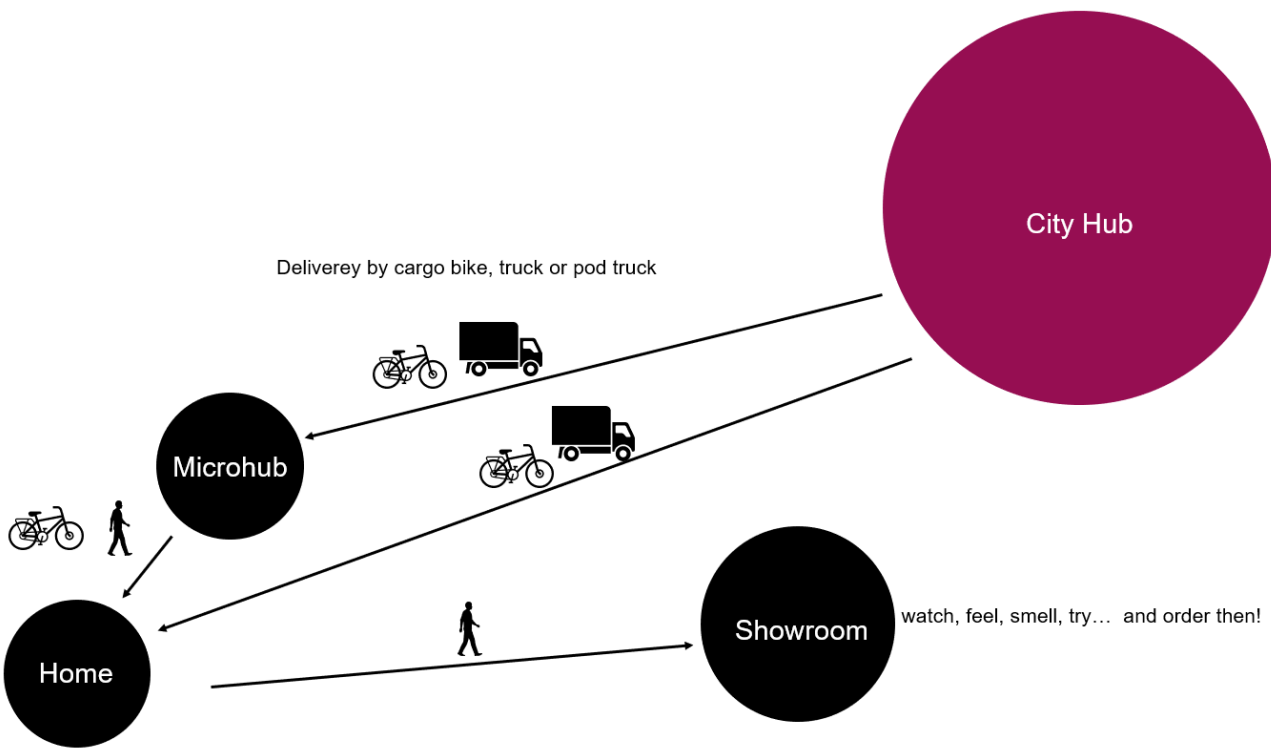 City Hub
Deliverey by cargo bike, truck or pod truck
Microhub
Showroom
watch, feel, smell, try… and order then!
Home